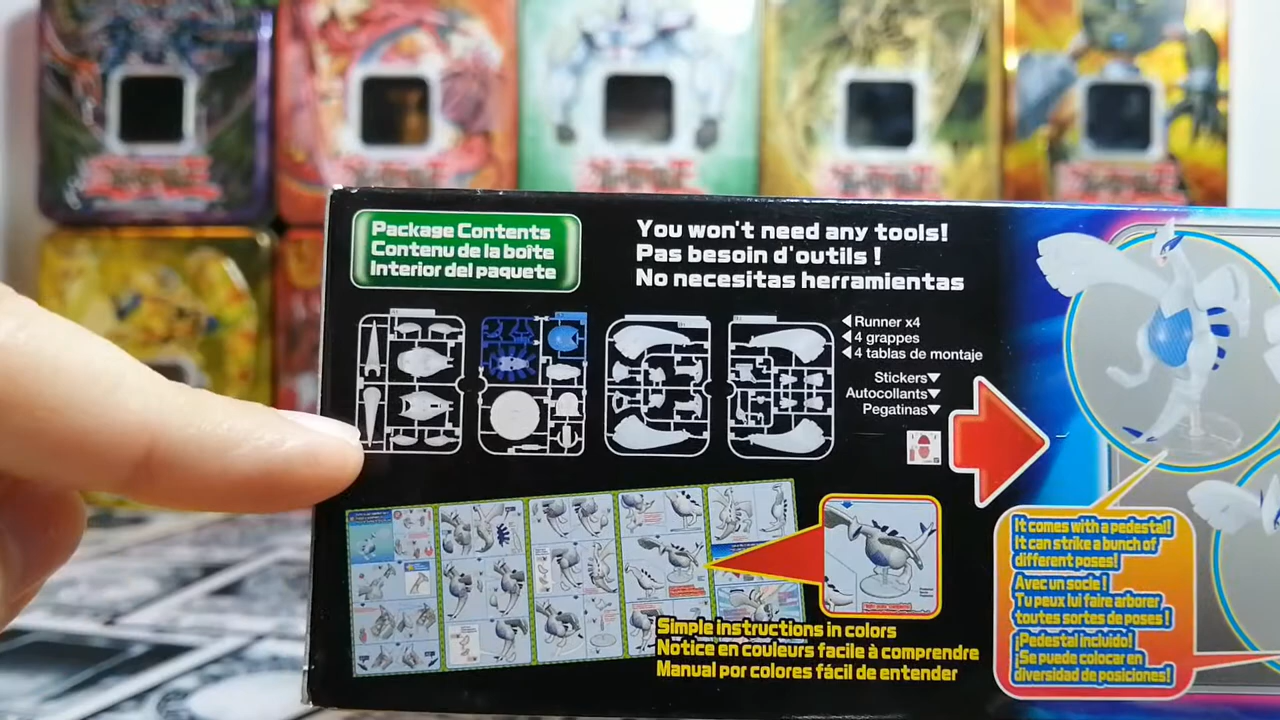 Package Contents
Contenu de la boîte
Interior del paquete
You won't need any tools!
Pas besoin d'outils !
No necesitas herramientas
Runner x4
4 grappes
4 tablas de montaje
Stickers
Autocollants
Pegatinas
It comes with a pedestal!
It can strike a bunch of
different poses!
Avec un socle !
Tu peux lui faire arborer
toutes sortes de poses !
¡Pedestal incluido!
¡Se puede colocar en
diversidad de posiciones!
Simple instructions in colors
Notice en couleurs facile à comprendre
Manual por colores fácil de entender